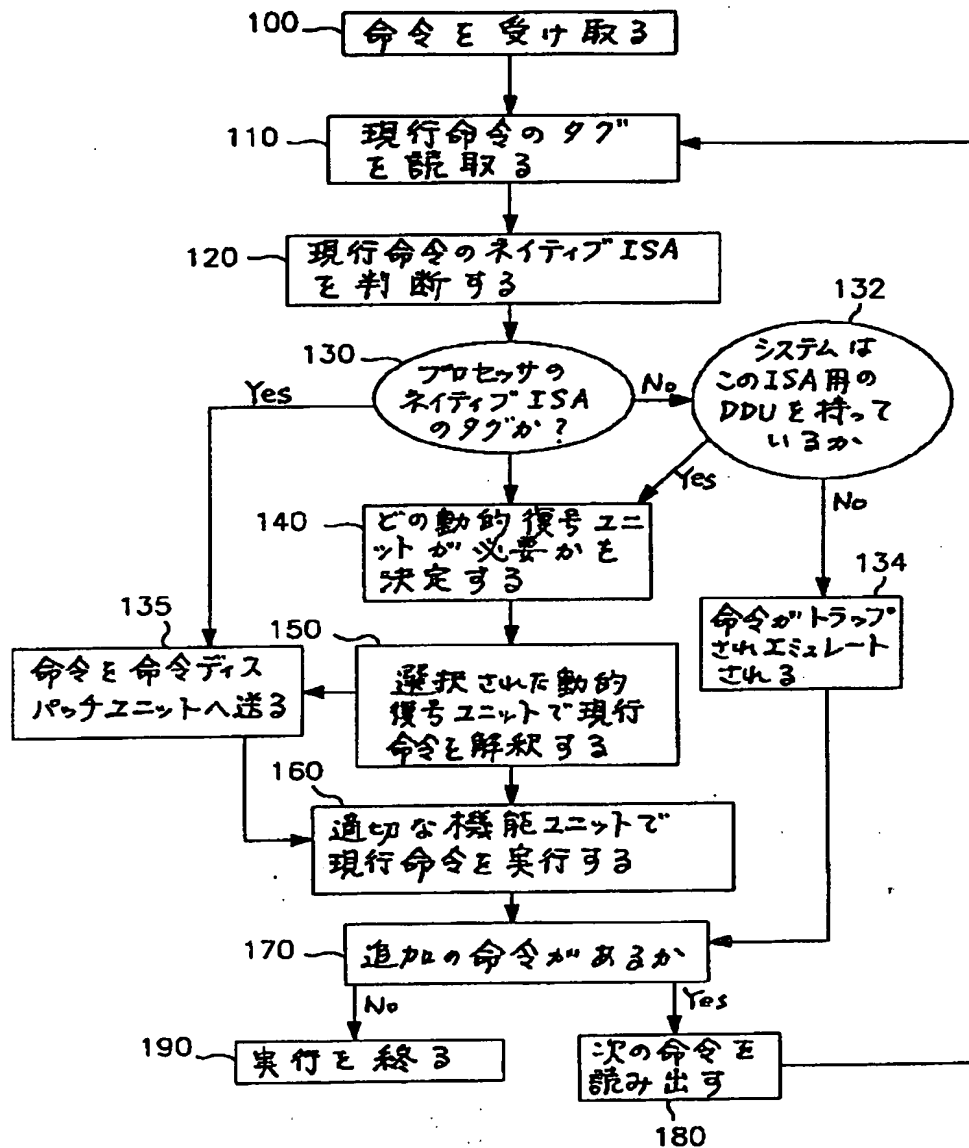 100
命令を受け取る
110
現行命令のタグ
を読取る
120
現行命令のネイティブISA
を判断する
130
プロセッサの
ネイティブISA
のタグか?
Yes
No
132
システムは
このISA用の
DDUを持って
いるか
Yes
No
140
どの動的復号ユニ
ットが必要かを
決定する
134
命令がトラップ
されエミュレート
される
135
命令を命令ディス
パッチユニットへ送る
150
選択された動的
復号ユニットで現行
命令を解釈する
160
適切な機能ユニットで
現行命令を実行する
170
追加の命令があるか
No
Yes
190
実行を終る
次の命令を
読み出す
180